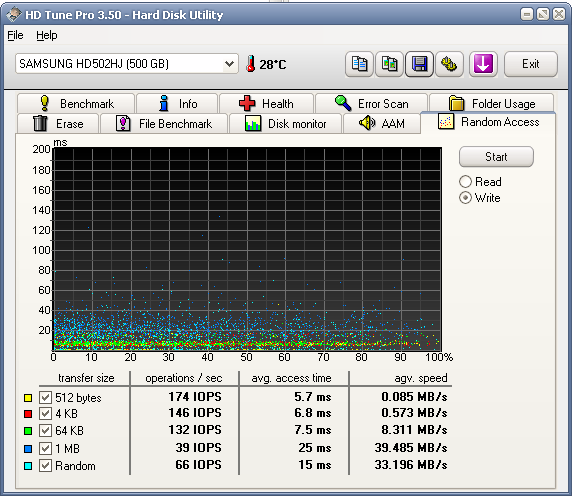 HD Tune Pro 3.50 - Hard Disk Utility
File Help
SAMSUNG HD502HJ (500 GB) 28°C Exit
Benchmark Info Health Error Scan Folder Usage
Erase File Benchmark Disk monitor AAM Random Access
ms
200
180
160
140
120
100
80
60
40
20
0 10 20 30 40 50 60 70 80 90 100%
Start
Read
Write
transfer size operations / sec avg. access time agv. speed
512 bytes 174 IOPS 5.7 ms 0.085 MB/s
4 KB 146 IOPS 6.8 ms 0.573 MB/s
64 KB 132 IOPS 7.5 ms 8.311 MB/s
1 MB 39 IOPS 25 ms 39.485 MB/s
Random 66 IOPS 15 ms 33.196 MB/s